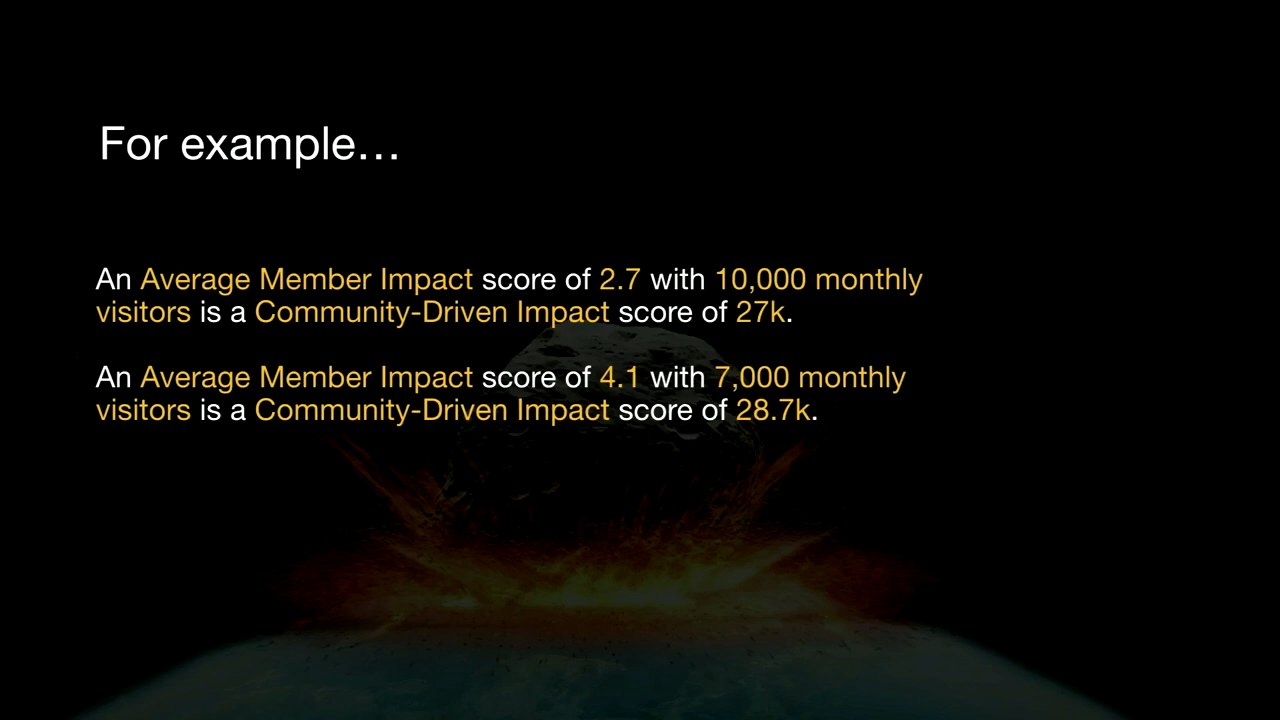 For example…
An Average Member Impact score of 2.7 with 10,000 monthly
visitors is a Community-Driven Impact score of 27k.
An Average Member Impact score of 4.1 with 7,000 monthly
visitors is a Community-Driven Impact score of 28.7k.